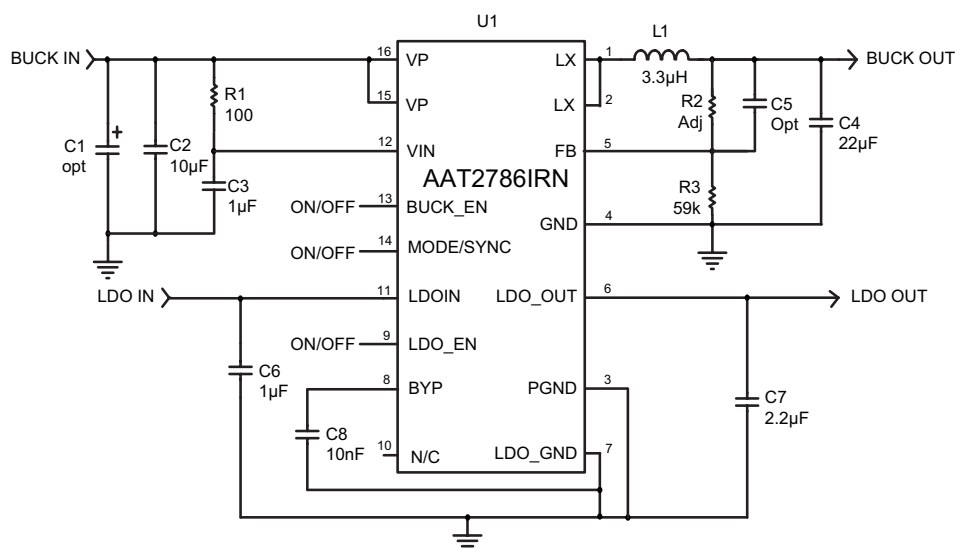 U1
BUCK IN
16
VP
15
VP
R1
100
12
VIN
C1
opt
+
C2
10µF
C3
1µF
AAT2786IRN
ON/OFF
13
BUCK_EN
ON/OFF
14
MODE/SYNC
LDO IN
11
LDOIN
ON/OFF
9
LDO_EN
C6
1µF
8
BYP
C8
10nF
10
N/C
LX
1
L1
3.3µH
BUCK OUT
LX
2
R2
Adj
C5
Opt
C4
22µF
FB
5
R3
59k
GND
4
LDO_OUT
6
LDO OUT
PGND
3
C7
2.2µF
LDO_GND
7